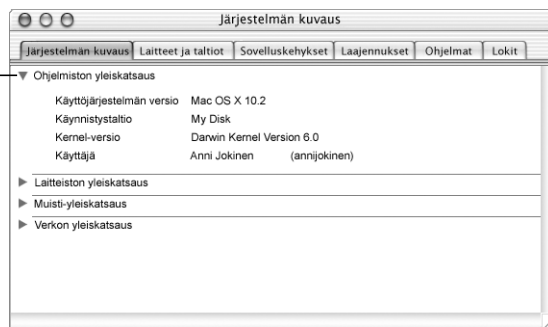 Järjestelmän kuvaus
Järjestelmän kuvaus Laitteet ja taltiot Sovelluskehykset Laajennukset Ohjelmat Lokit
Ohjelmiston yleiskatsaus
Käyttöjärjestelmän versio Mac OS X 10.2
Käynnistystaltio My Disk
Kernel-versio Darwin Kernel Version 6.0
Käyttäjä Anni Jokinen (annijokinen)
Laitteiston yleiskatsaus
Muisti-yleiskatsaus
Verkon yleiskatsaus